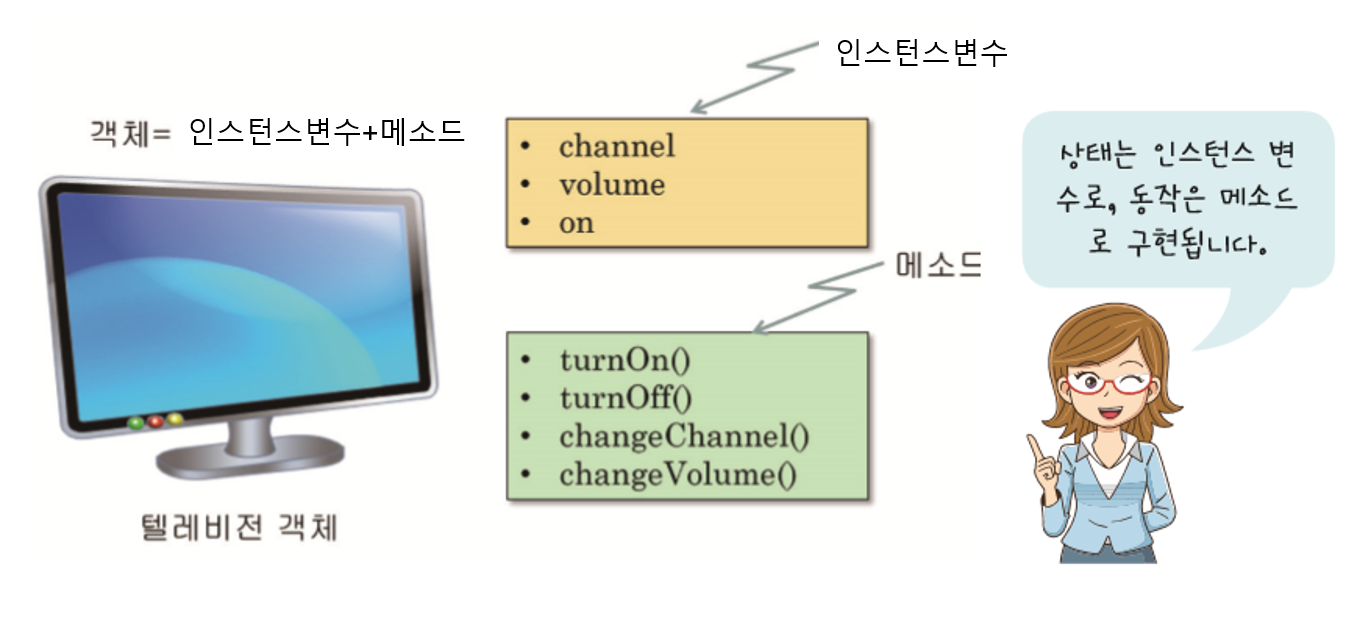 인스턴스변수
객체= 인스턴스변수+메소드
• channel
• volume
• on
메소드
• turnOn()
• turnOff()
• changeChannel()
• changeVolume()
텔레비전 객체
상태는 인스턴스 변
수로, 동작은 메소드
로 구현됩니다.